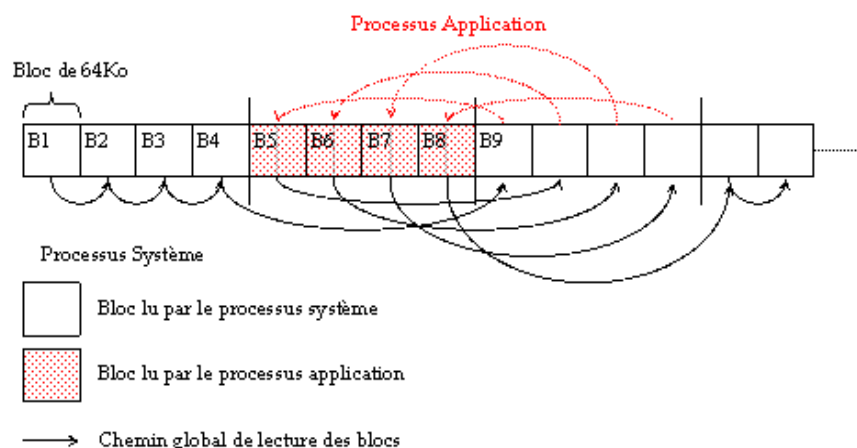 Processus Application
Bloc de 64Ko
B1 B2 B3 B4 B5 B6 B7 B8 B9
Processus Système
Bloc lu par le processus système
Bloc lu par le processus application
Chemin global de lecture des blocs